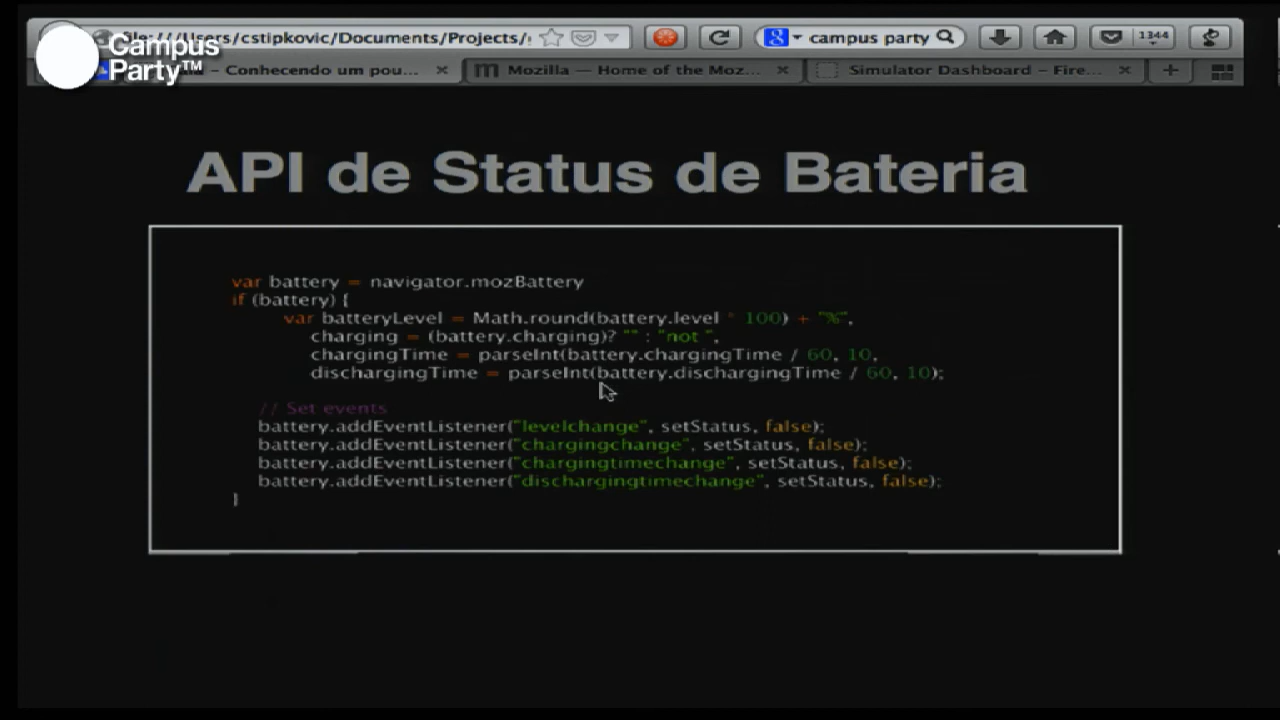 Campus
Party™
file:///Users/cstipkovic/Documents/Projects/
campus party
1344
– Conhecendo um pou...
Mozilla — Home of the Moz...
Simulator Dashboard – Fire...
API de Status de Bateria
var battery = navigator.mozBattery
if (battery) {
var batteryLevel = Math.round(battery.level * 100) + "%",
charging = (battery.charging)? "" : "not ",
chargingTime = parseInt(battery.chargingTime / 60, 10,
dischargingTime = parseInt(battery.dischargingTime / 60, 10);
// Set events
battery.addEventListener("levelchange", setStatus, false);
battery.addEventListener("chargingchange", setStatus, false);
battery.addEventListener("chargingtimechange", setStatus, false);
battery.addEventListener("dischargingtimechange", setStatus, false);
}